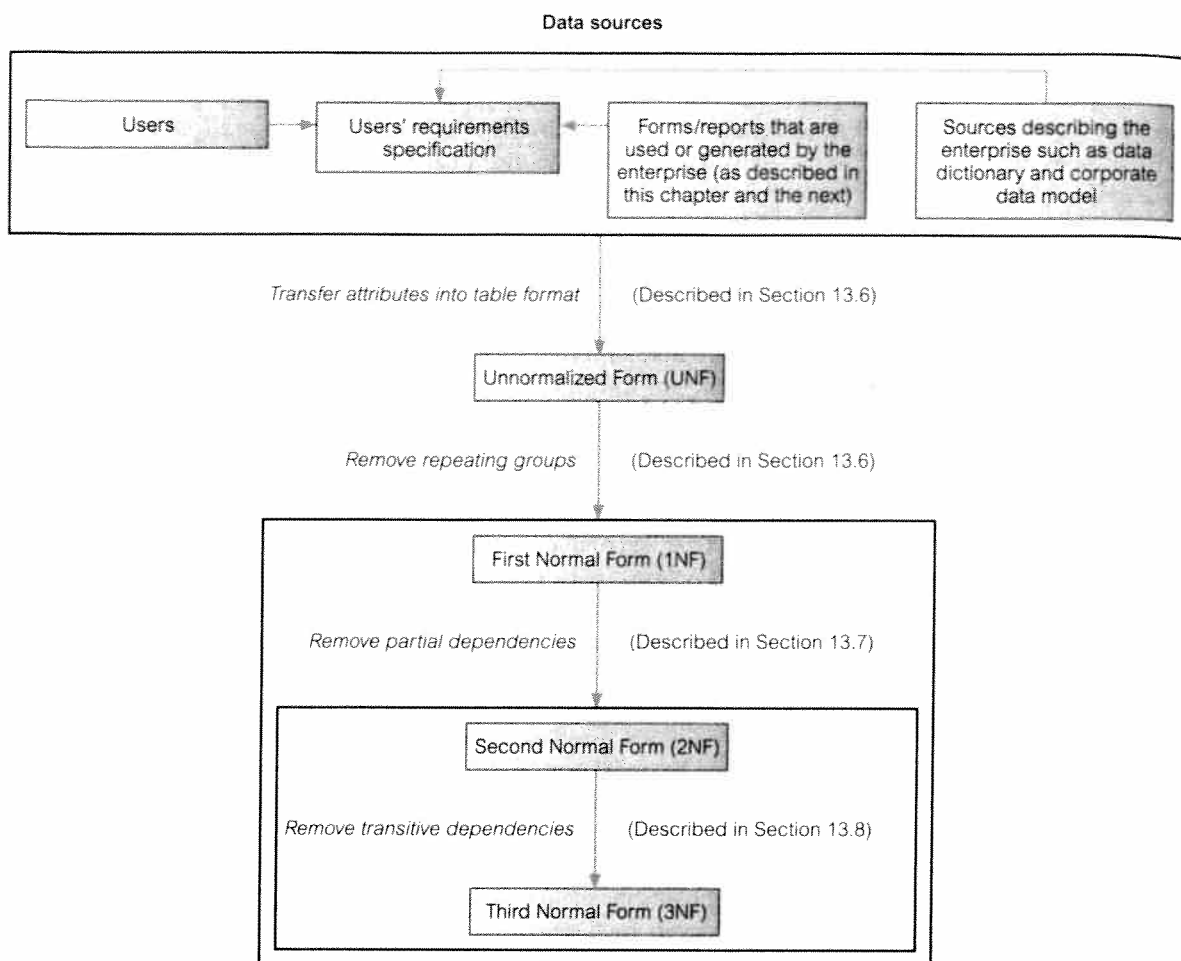 Data sources
Users
Users' requirements
specification
Forms/reports that are
used or generated by the
enterprise (as described in
this chapter and the next)
Sources describing the
enterprise such as data
dictionary and corporate
data model
Transfer attributes into table format
(Described in Section 13.6)
Unnormalized Form (UNF)
Remove repeating groups
(Described in Section 13.6)
First Normal Form (1NF)
Remove partial dependencies
(Described in Section 13.7)
Second Normal Form (2NF)
Remove transitive dependencies
(Described in Section 13.8)
Third Normal Form (3NF)